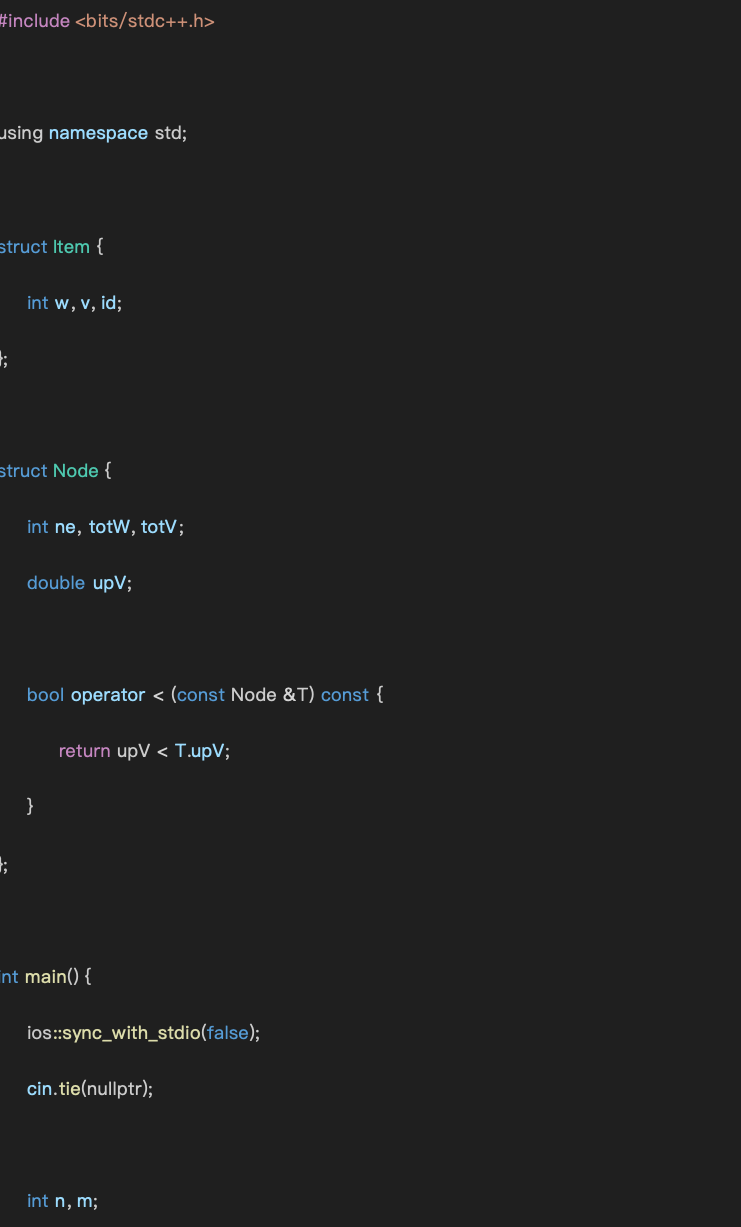 #include <bits/stdc++.h>
using namespace std;
struct Item {
int w, v, id;
};
struct Node {
int ne, totW, totV;
double upV;
bool operator < (const Node &T) const {
return upV < T.upV;
}
};
int main() {
ios::sync_with_stdio(false);
cin.tie(nullptr);
int n, m;